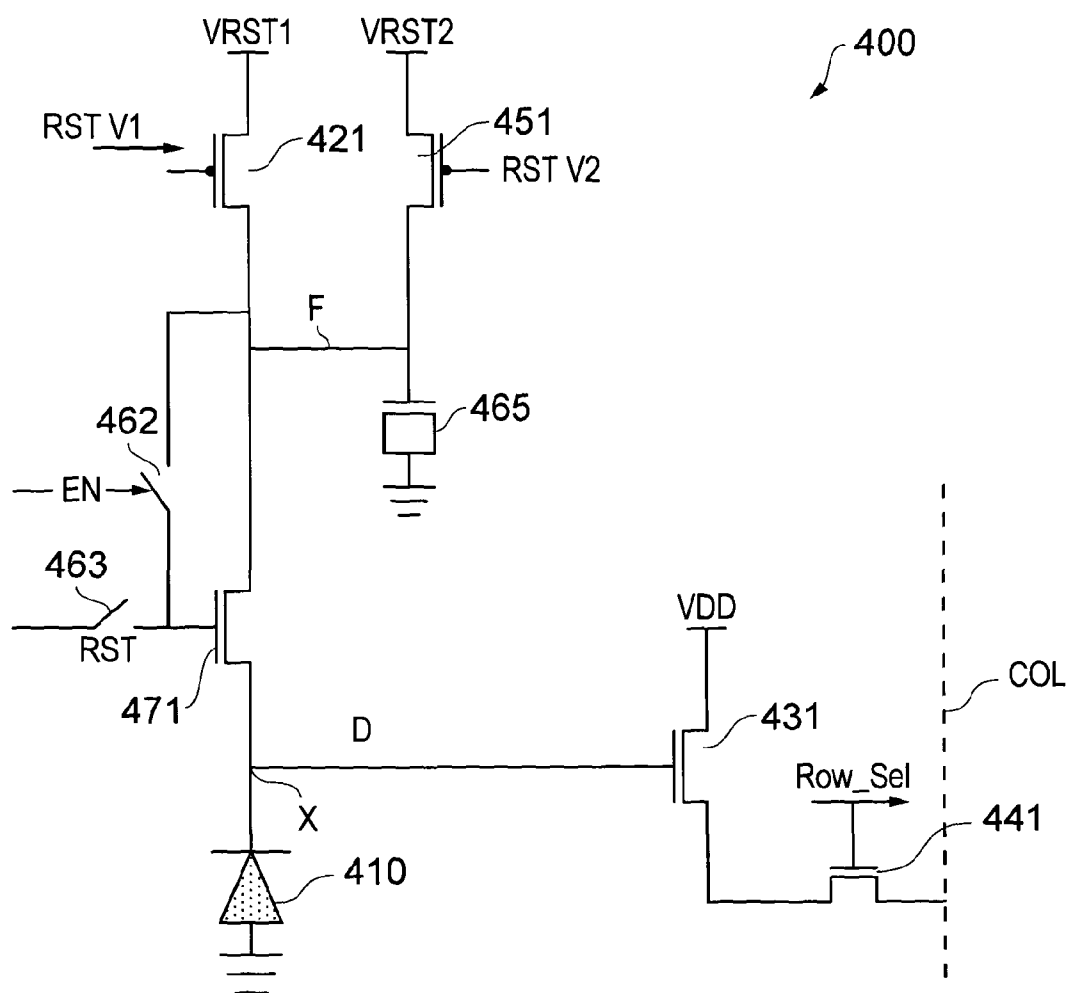 VRST1
VRST2
400
RST V1
421
451
RST V2
F
462
465
EN
463
RST
471
VDD
COL
D
431
Row_Sel
X
441
410